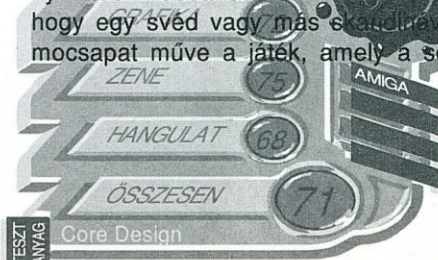 hogy egy svéd vagy más
mocsapat műve a játék, amely a
GRAFIKA
ZENE 75
AMIGA
HANGULAT 68
ÖSSZESEN 71
TESZT
ANYAG
Core Design